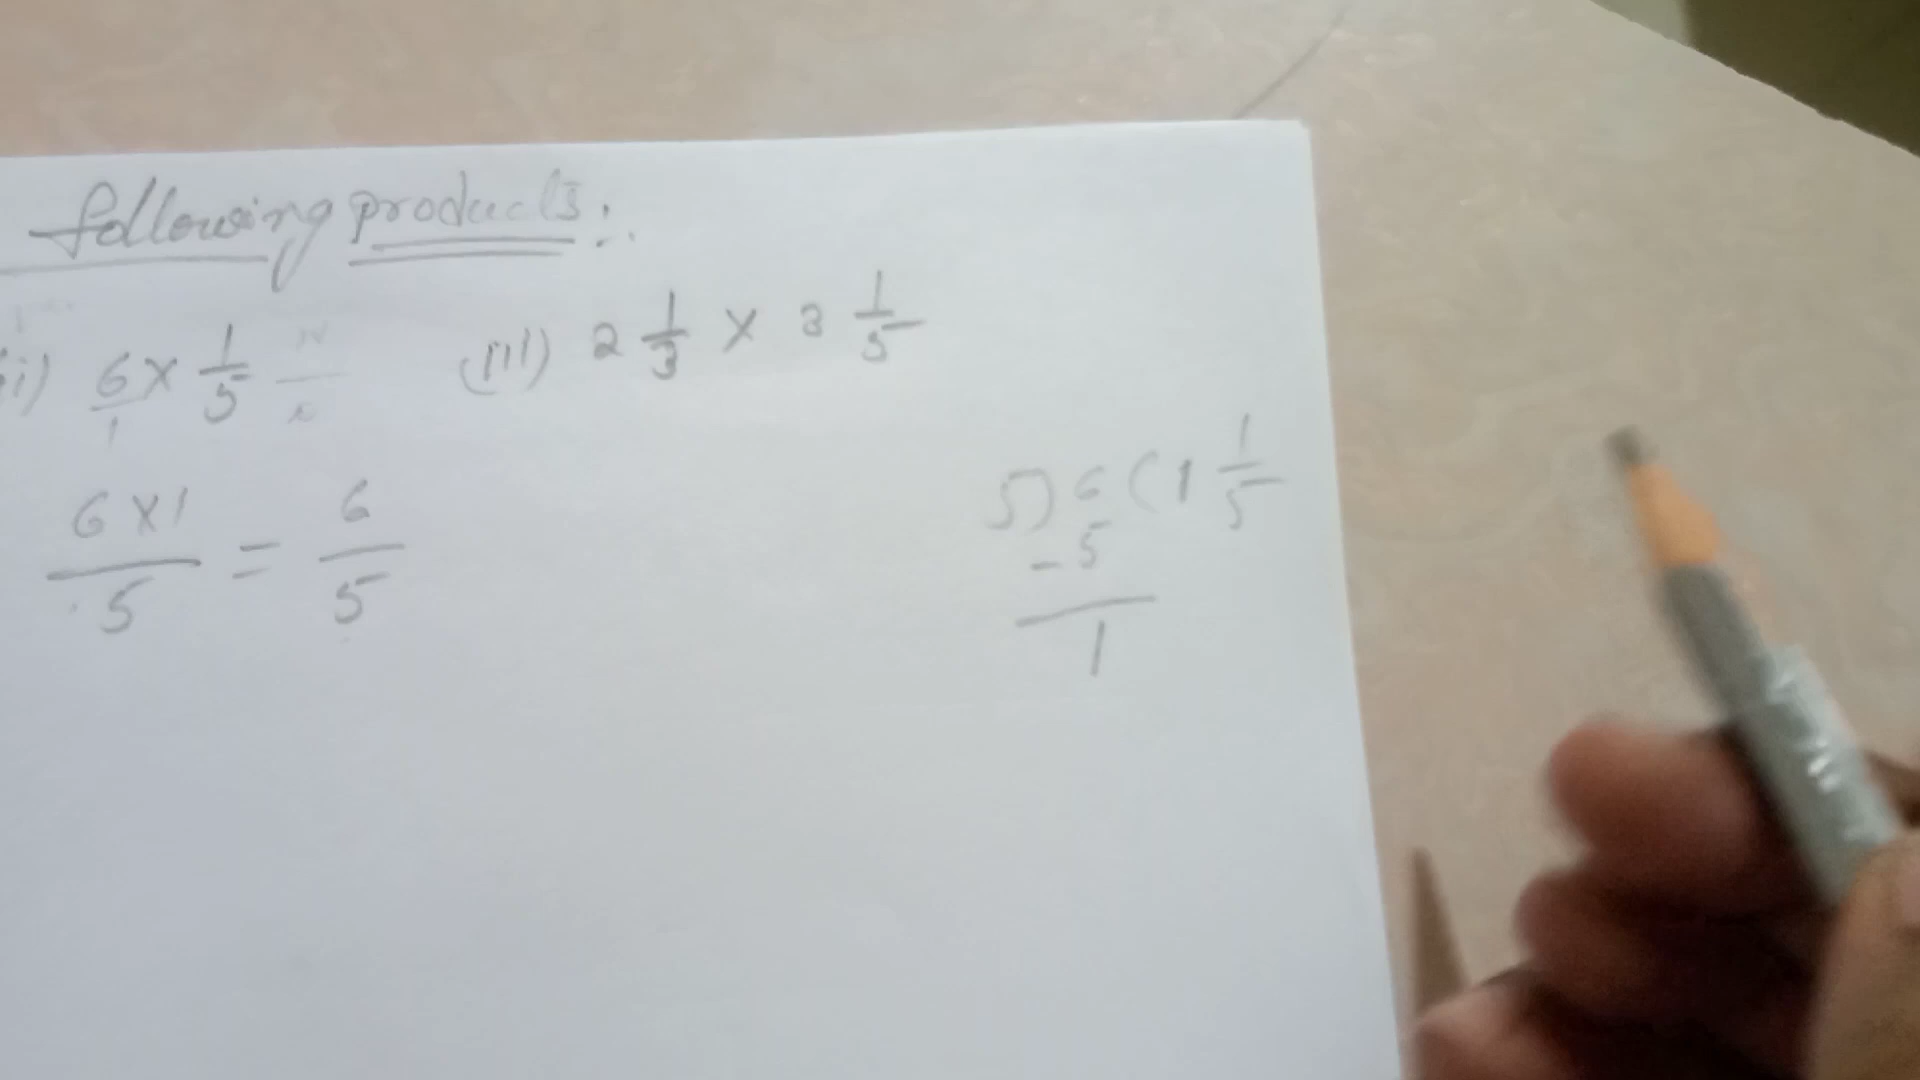 following products:
ii) 6/1 × 1/5
(iii) 2 1/3 × 3 1/5
6×1/5 = 6/5
5)6(1 1/5
-5
1